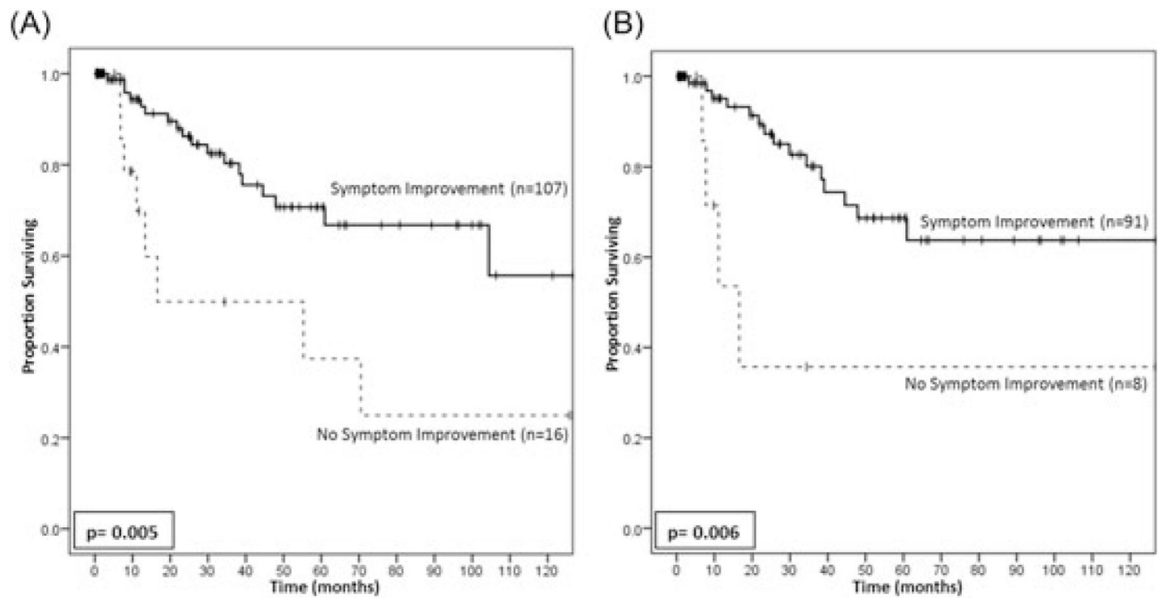 (A)
(B)
Proportion Surviving
1.0
0.8
0.6
0.4
0.2
0.0
Symptom Improvement (n=107)
No Symptom Improvement (n=16)
p= 0.005
0 10 20 30 40 50 60 70 80 90 100 110 120
Time (months)
Proportion Surviving
1.0
0.8
0.6
0.4
0.2
0.0
Symptom Improvement (n=91)
No Symptom Improvement (n=8)
p= 0.006
0 10 20 30 40 50 60 70 80 90 100 110 120
Time (months)